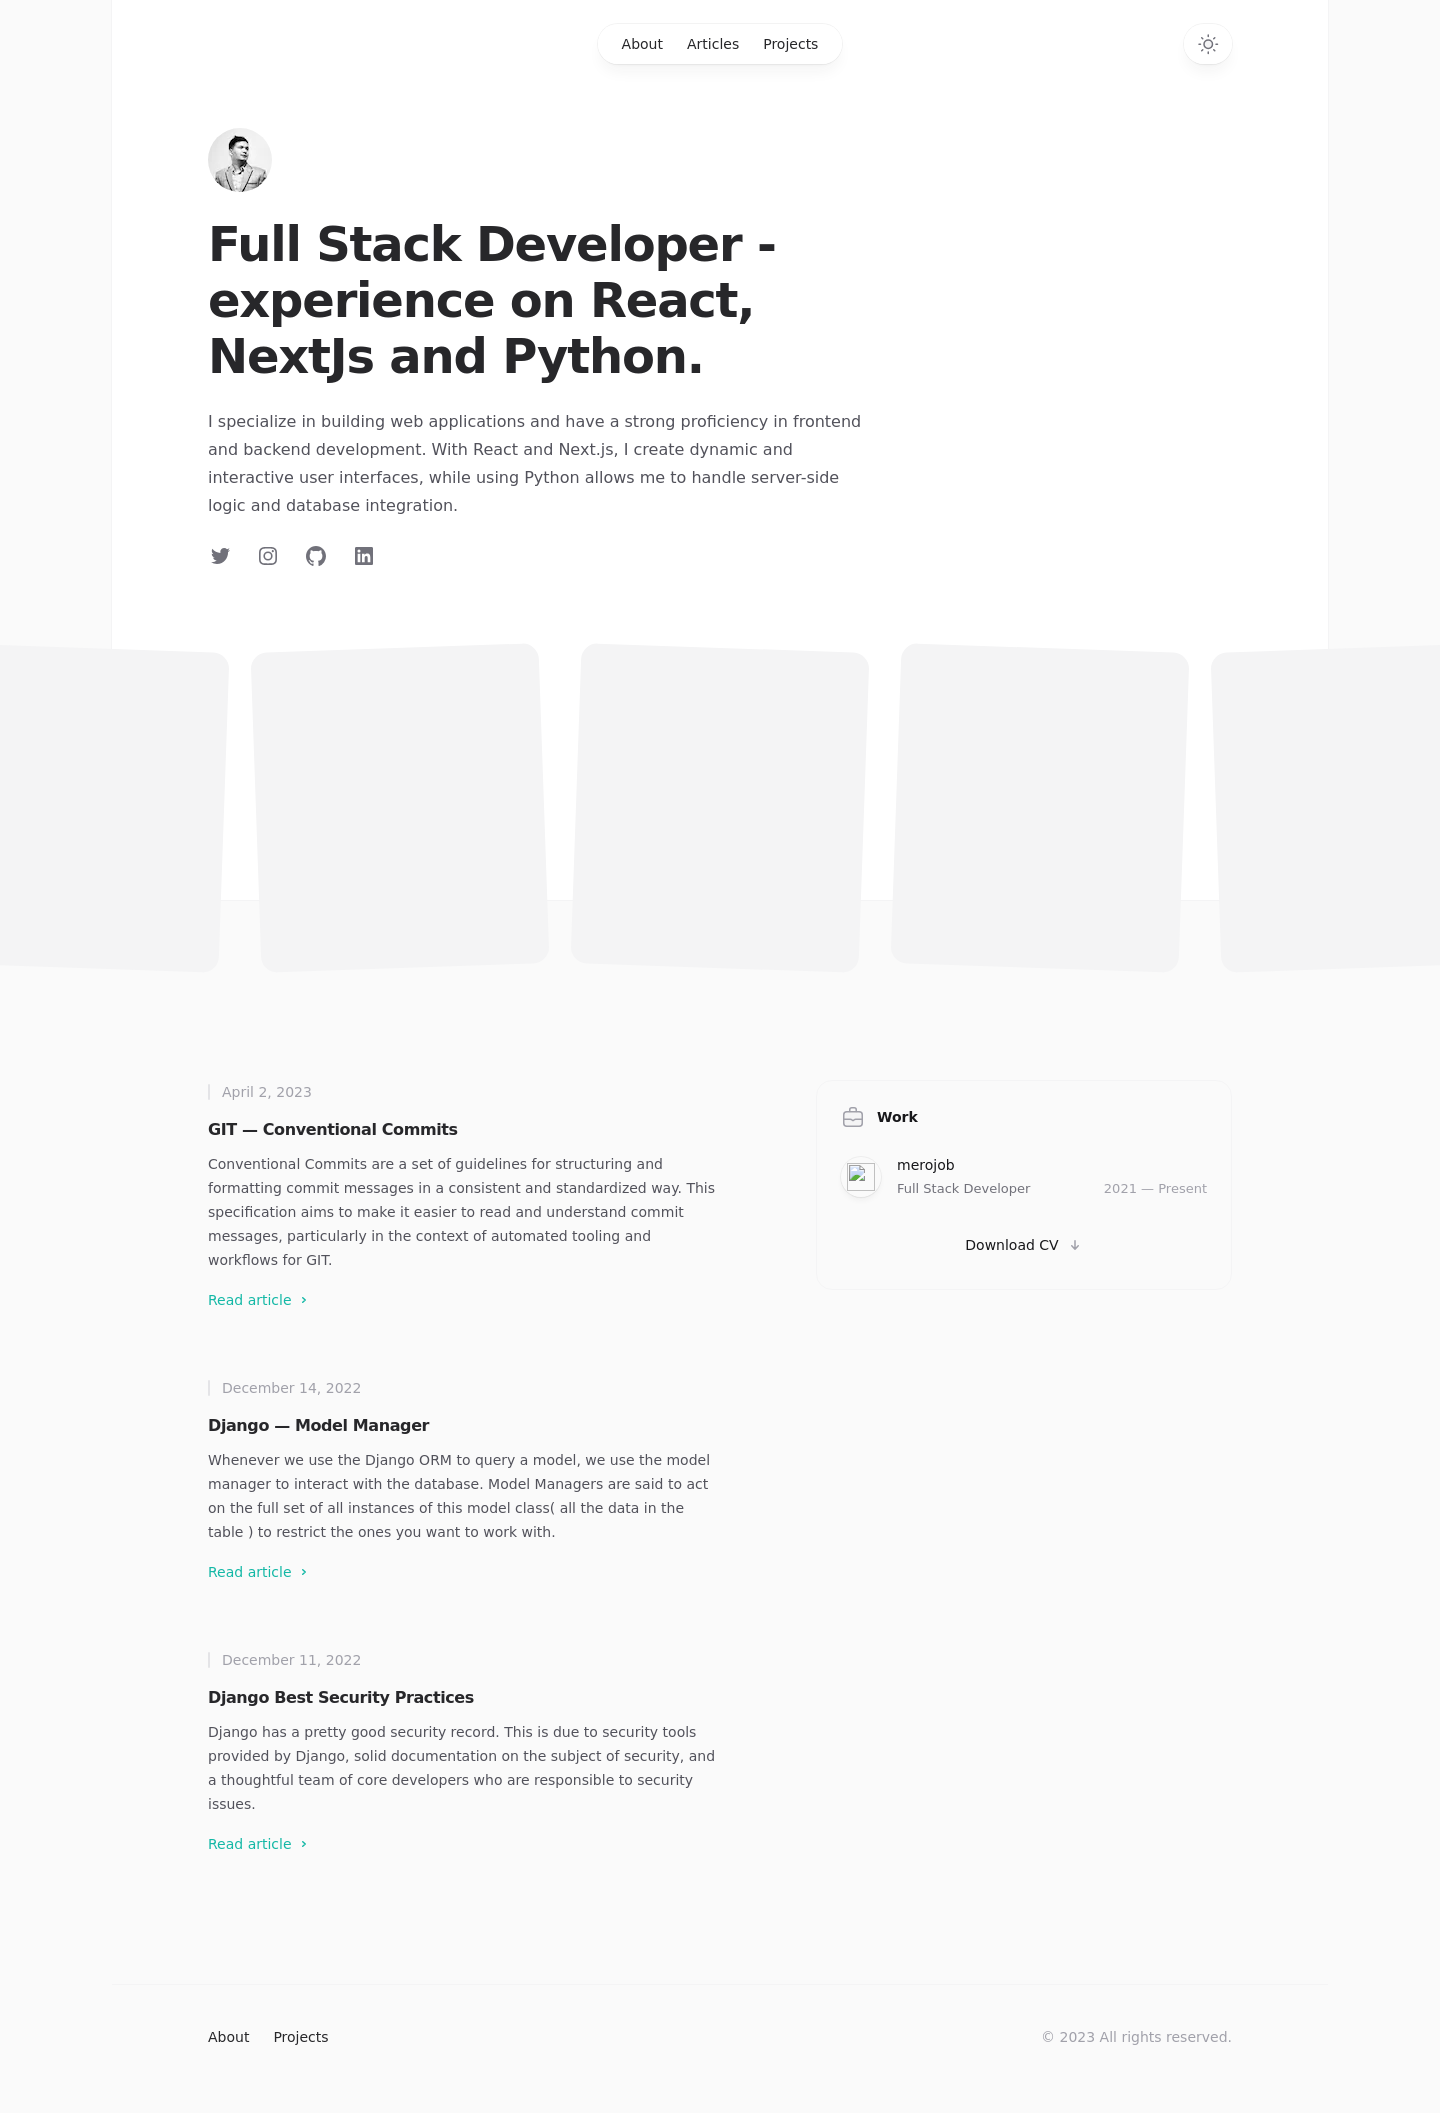 About Articles Projects
Full Stack Developer -
experience on React,
NextJs and Python.
I specialize in building web applications and have a strong proficiency in frontend
and backend development. With React and Next.js, I create dynamic and
interactive user interfaces, while using Python allows me to handle server-side
logic and database integration.
April 2, 2023
GIT — Conventional Commits
Conventional Commits are a set of guidelines for structuring and
formatting commit messages in a consistent and standardized way. This
specification aims to make it easier to read and understand commit
messages, particularly in the context of automated tooling and
workflows for GIT.
Read article
December 14, 2022
Django — Model Manager
Whenever we use the Django ORM to query a model, we use the model
manager to interact with the database. Model Managers are said to act
on the full set of all instances of this model class( all the data in the
table ) to restrict the ones you want to work with.
Read article
December 11, 2022
Django Best Security Practices
Django has a pretty good security record. This is due to security tools
provided by Django, solid documentation on the subject of security, and
a thoughtful team of core developers who are responsible to security
issues.
Read article
Work
merojob
Full Stack Developer 2021 — Present
Download CV
About Projects
© 2023 All rights reserved.